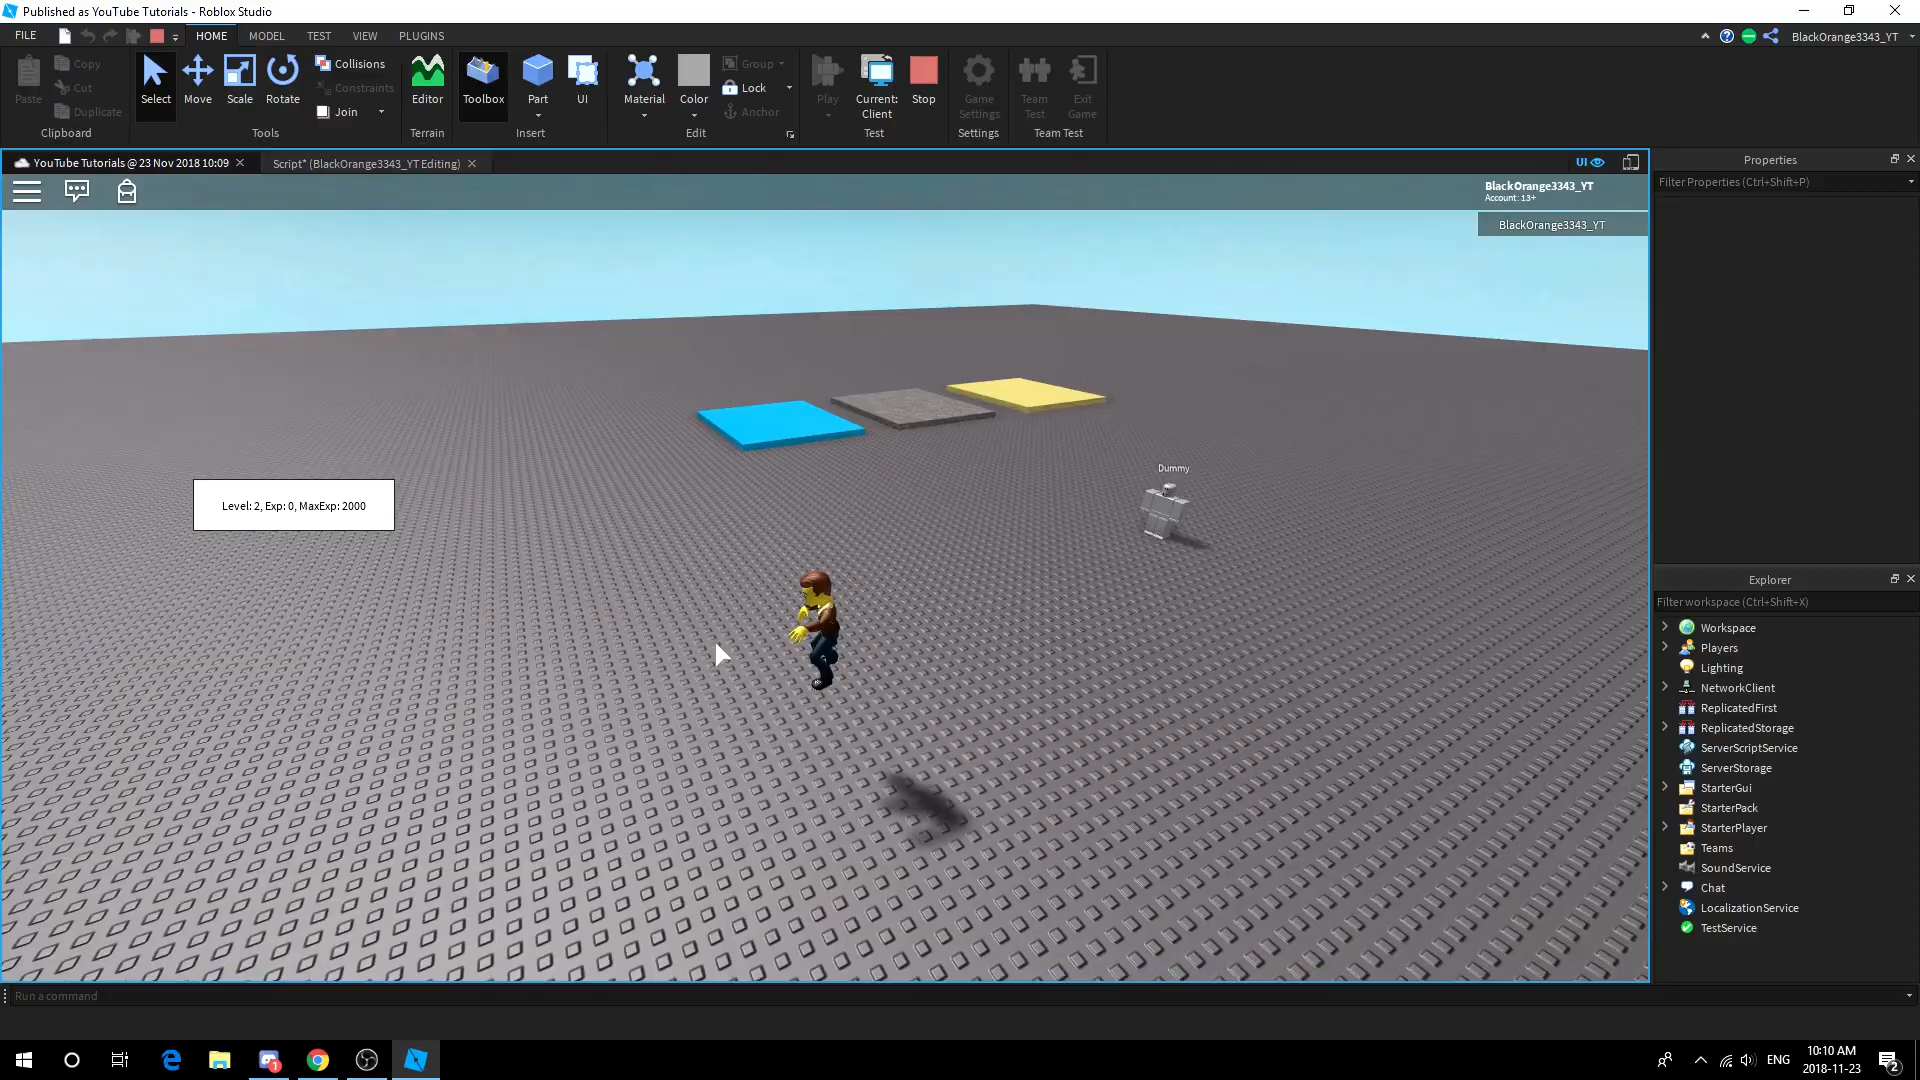 Published as YouTube Tutorials - Roblox Studio
FILE HOME MODEL TEST VIEW PLUGINS BlackOrange3343_YT
Paste Copy Cut Duplicate
Clipboard
Select Move Scale Rotate Collisions Constraints Join
Tools
Editor
Terrain
Toolbox Part UI
Insert
Material Color Group Lock Anchor
Edit
Play Current: Client Stop
Test
Game Settings
Settings
Team Test Exit Game
Team Test
YouTube Tutorials @ 23 Nov 2018 10:09
Script* (BlackOrange3343_YT Editing)
UI
BlackOrange3343_YT
Account: 13+
BlackOrange3343_YT
Dummy
Level: 2, Exp: 0, MaxExp: 2000
Properties
Filter Properties (Ctrl+Shift+P)
Explorer
Filter workspace (Ctrl+Shift+X)
Workspace
Players
Lighting
NetworkClient
ReplicatedFirst
ReplicatedStorage
ServerScriptService
ServerStorage
StarterGui
StarterPack
StarterPlayer
Teams
SoundService
Chat
LocalizationService
TestService
Run a command
1
ENG
10:10 AM
2018-11-23
2